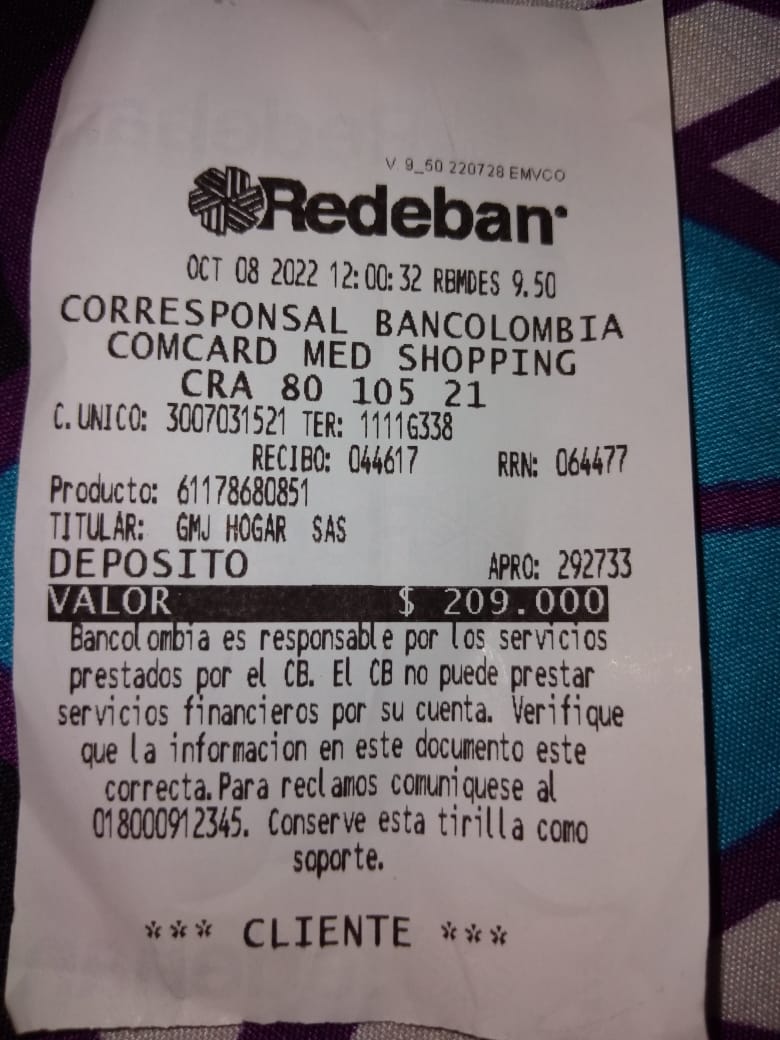 V. 9_50 220728 EMVCO
Redeban
OCT 08 2022 12:00:32 RBMDES 9.50
CORRESPONSAL BANCOLOMBIA
COMCARD MED SHOPPING
CRA 80 105 21
C.UNICO: 3007031521 TER: 1111G338
RECIBO: 044617 RRN: 064477
Producto: 61178680851
TITULAR: GMJ HOGAR SAS
DEPOSITO APRO: 292733
VALOR $ 209.000
Bancolombia es responsable por los servicios
prestados por el CB. El CB no puede prestar
servicios financieros por su cuenta. Verifique
que la informacion en este documento este
correcta.Para reclamos comuniquese al
018000912345. Conserve esta tirilla como
soporte.
*** CLIENTE ***